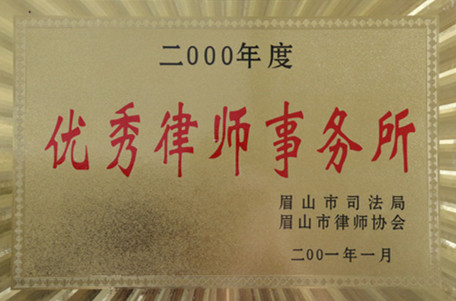 二000年度
优秀律师事务所
眉山市司法局
眉山市律师协会
二00一年一月